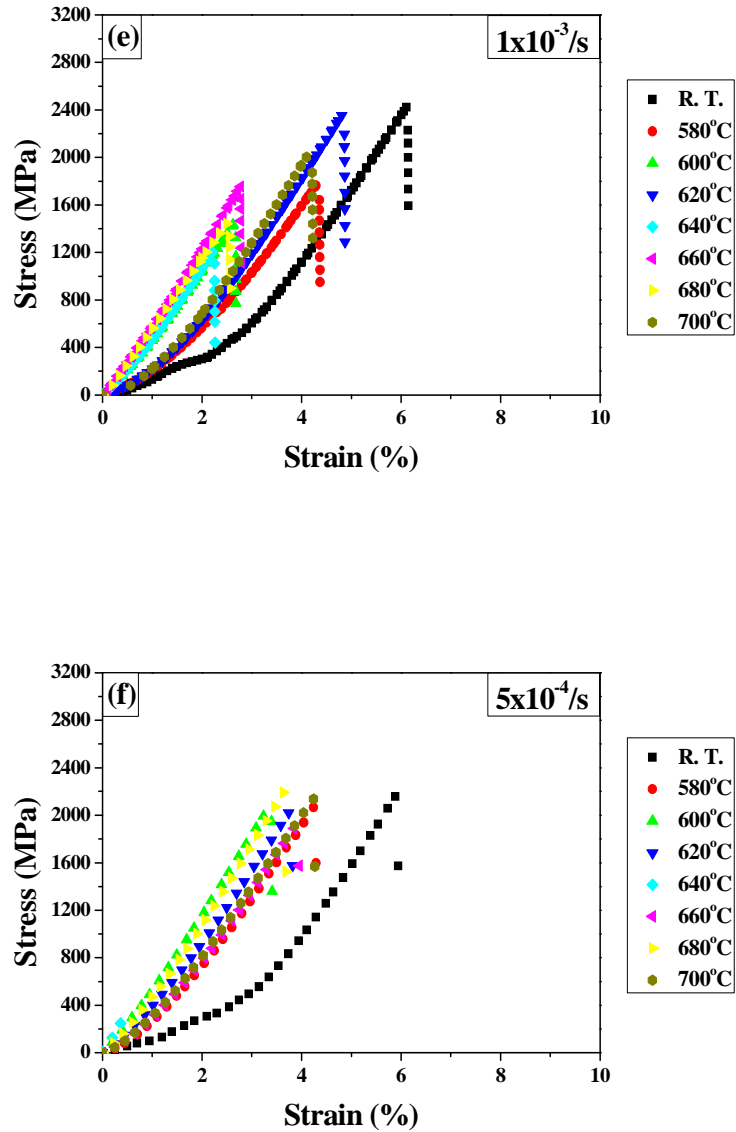 (e)
1x10⁻³/s
3200
2800
2400
2000
1600
1200
800
400
0
Stress (MPa)
0 2 4 6 8 10
Strain (%)
R. T.
580°C
600°C
620°C
640°C
660°C
680°C
700°C
(f)
5x10⁻⁴/s
3200
2800
2400
2000
1600
1200
800
400
0
Stress (MPa)
0 2 4 6 8 10
Strain (%)
R. T.
580°C
600°C
620°C
640°C
660°C
680°C
700°C